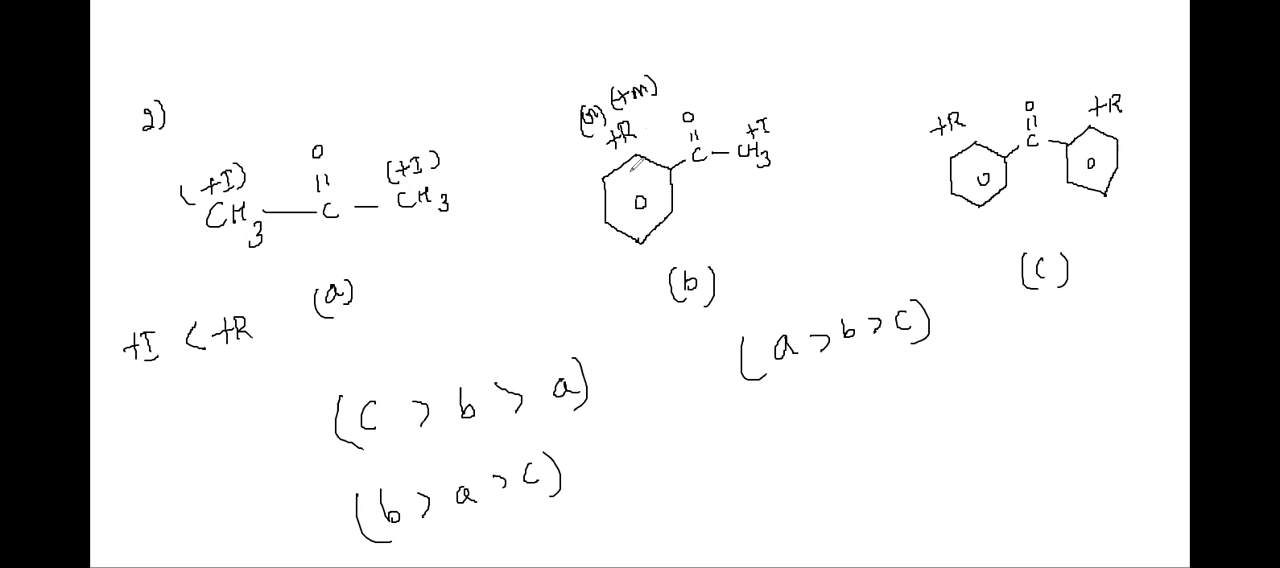 2)
(+I) CH3 — C — CH3 (+I)
O
(a)
(+m)
+R
O
C — CH3
+I
(b)
+R
O
C
+R
(c)
+I < +R
(a > b > c)
(c > b > a)
(b > a > c)